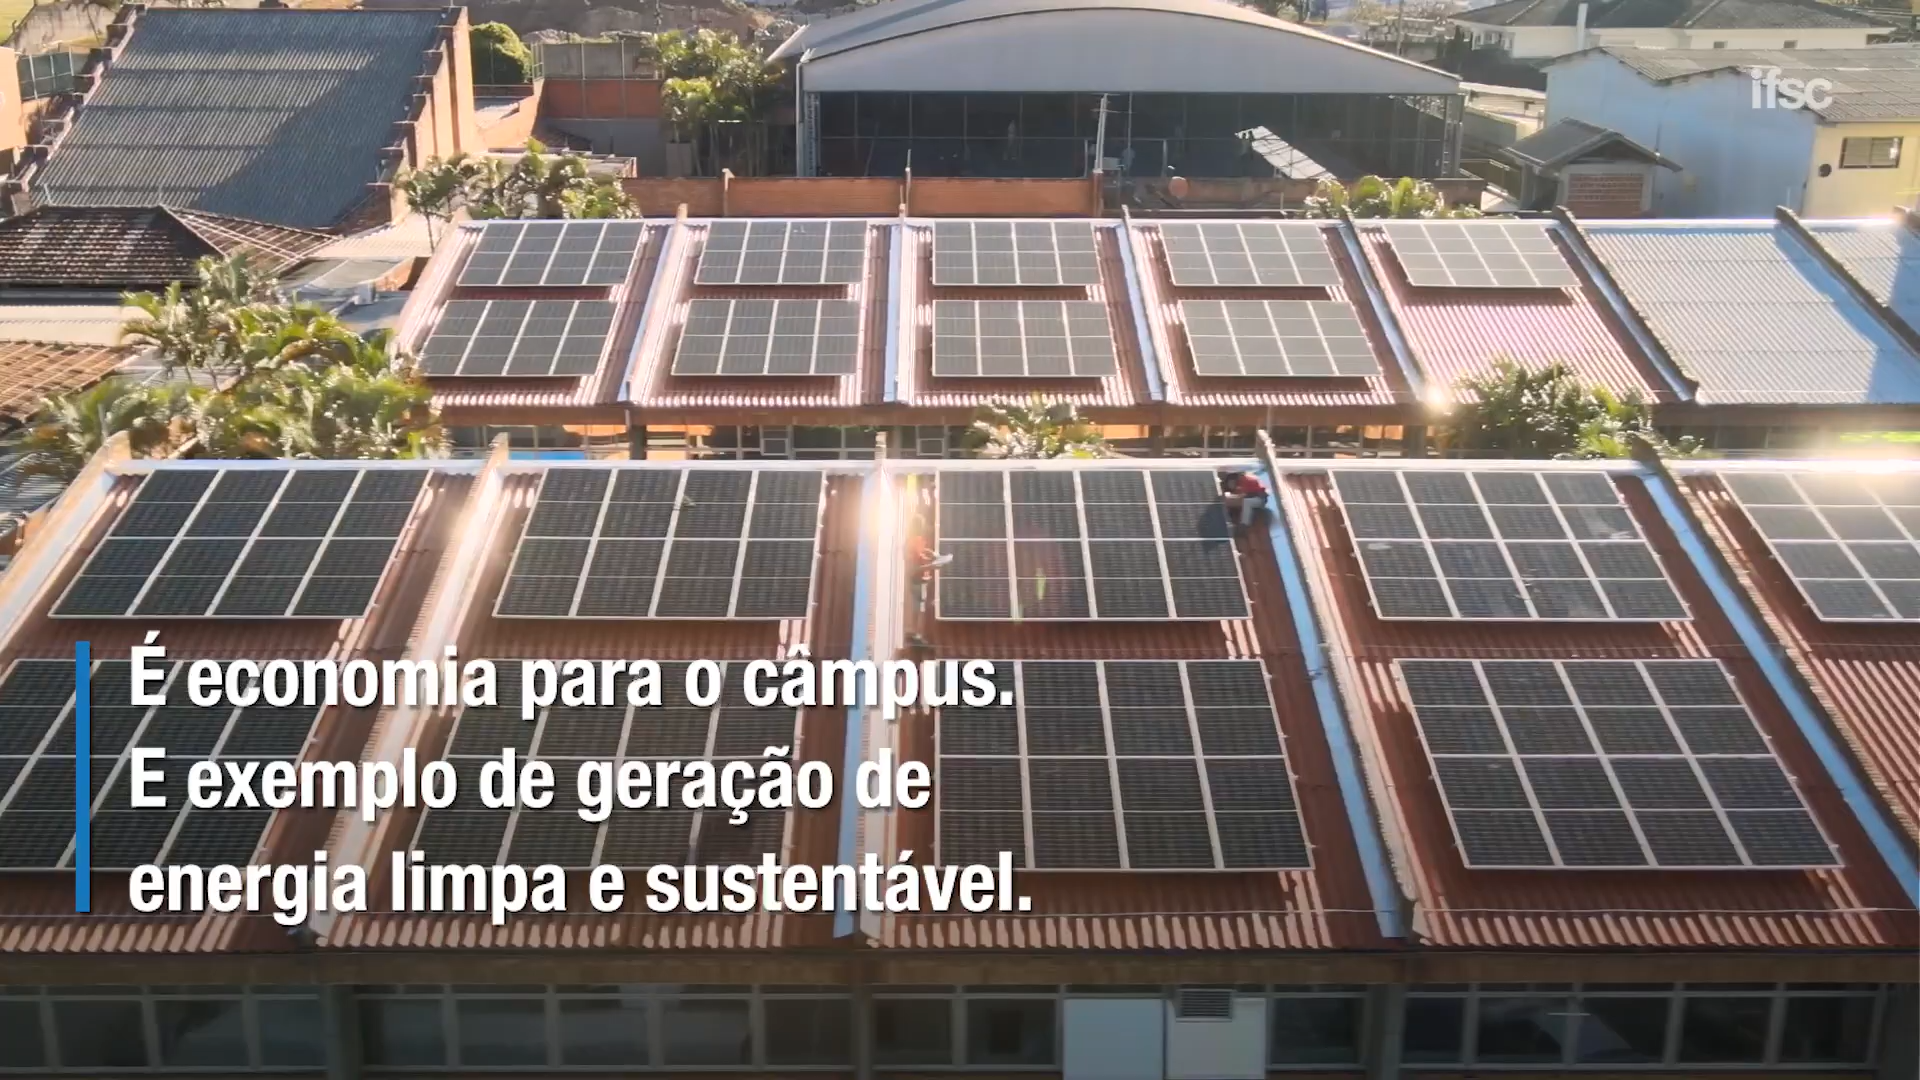 ifsc
É economia para o câmpus.
E exemplo de geração de
energia limpa e sustentável.